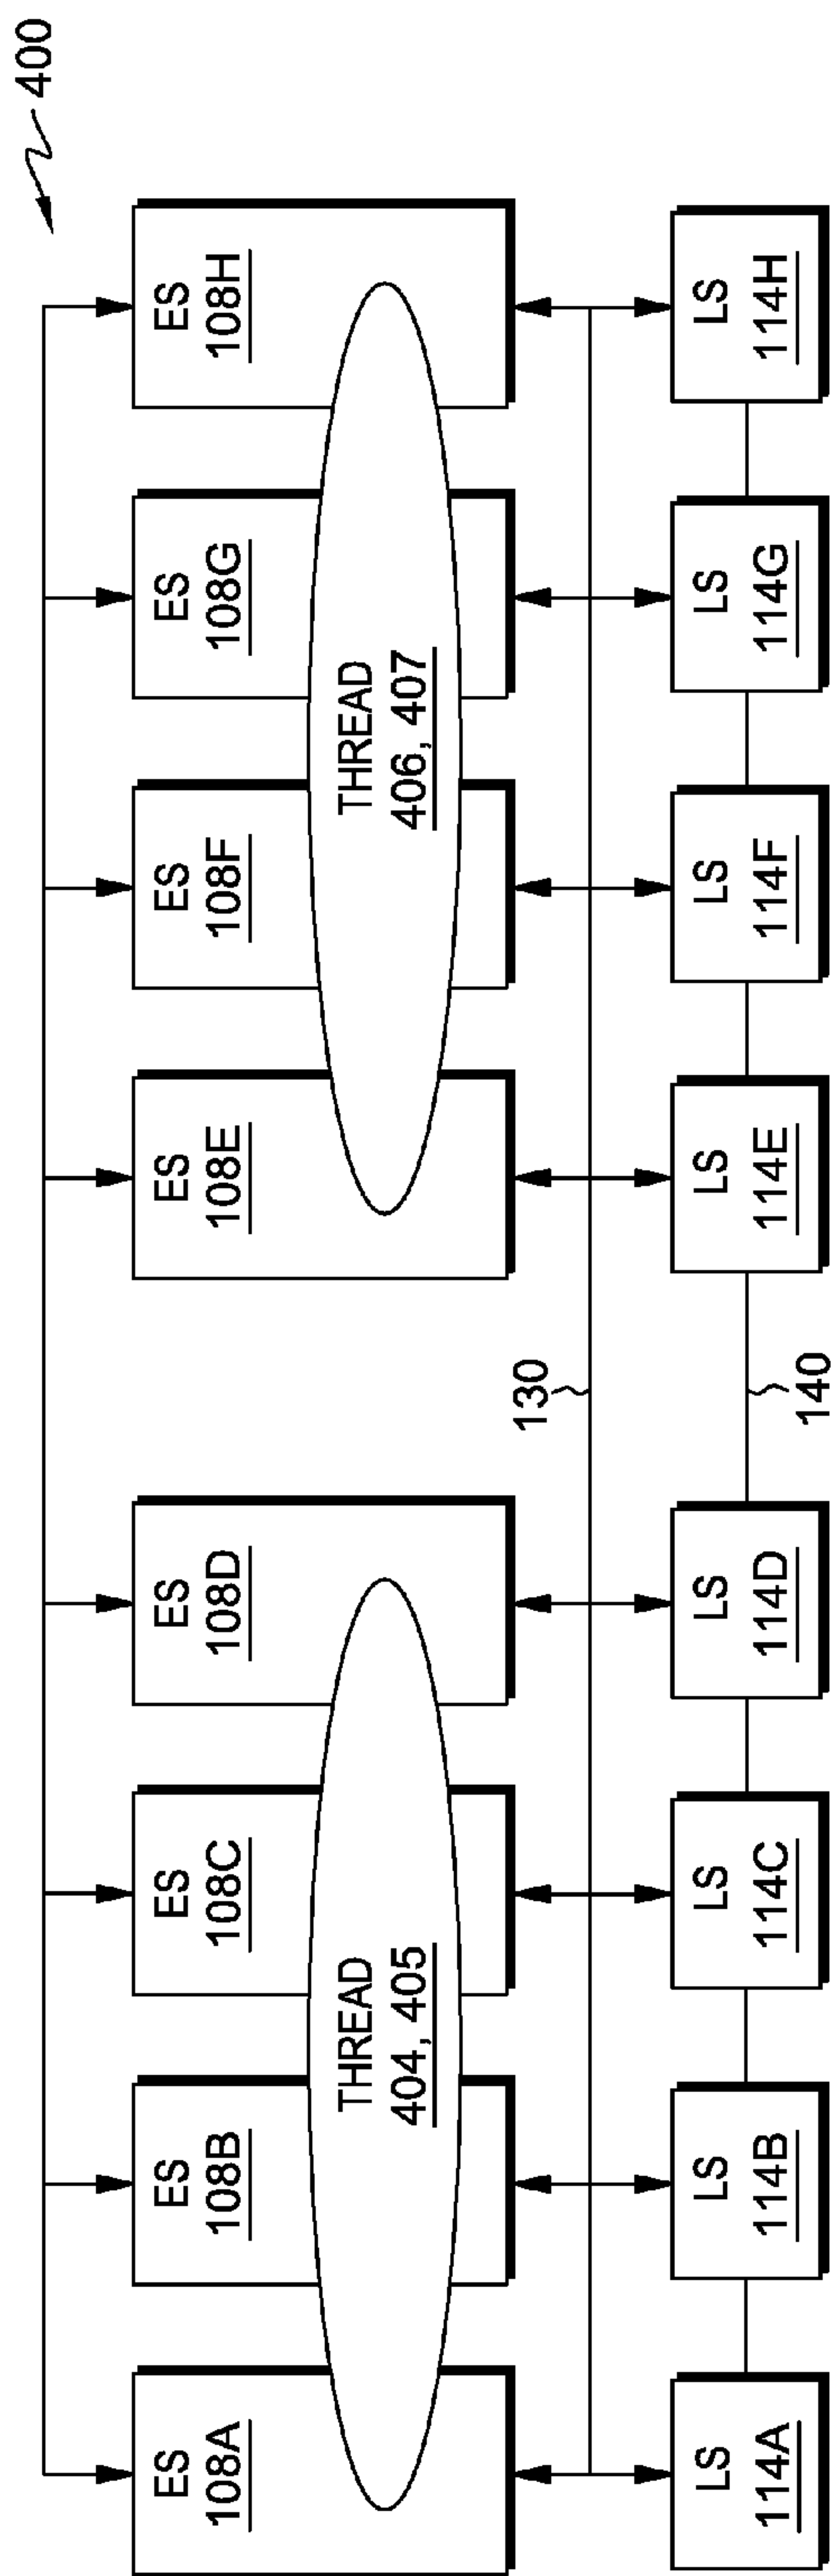 400
ES
108A
ES
108B
ES
108C
ES
108D
ES
108E
ES
108F
ES
108G
ES
108H
THREAD
404, 405
THREAD
406, 407
130
LS
114A
LS
114B
LS
114C
LS
114D
LS
114E
LS
114F
LS
114G
LS
114H
140